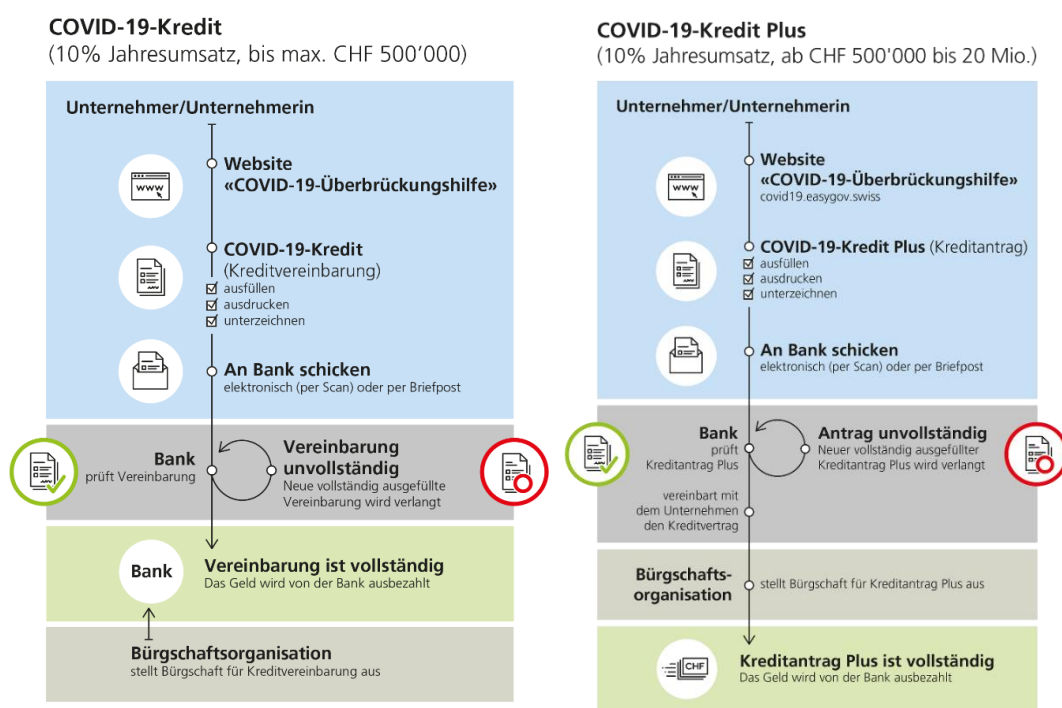 COVID-19-Kredit
(10% Jahresumsatz, bis max. CHF 500’000)
Unternehmer/Unternehmerin
www
Website
«COVID-19-Überbrückungshilfe»
COVID-19-Kredit
(Kreditvereinbarung)
ausfüllen
ausdrucken
unterzeichnen
An Bank schicken
elektronisch (per Scan) oder per Briefpost
Bank
prüft Vereinbarung
Vereinbarung
unvollständig
Neue vollständig ausgefüllte
Vereinbarung wird verlangt
Bank
Vereinbarung ist vollständig
Das Geld wird von der Bank ausbezahlt
Bürgschaftsorganisation
stellt Bürgschaft für Kreditvereinbarung aus
COVID-19-Kredit Plus
(10% Jahresumsatz, ab CHF 500'000 bis 20 Mio.)
Unternehmer/Unternehmerin
www
Website
«COVID-19-Überbrückungshilfe»
covid19.easygov.swiss
COVID-19-Kredit Plus (Kreditantrag)
ausfüllen
ausdrucken
unterzeichnen
An Bank schicken
elektronisch (per Scan) oder per Briefpost
Bank
prüft
Kreditantrag Plus
Antrag unvollständig
Neuer vollständig ausgefüllter
Kreditantrag Plus wird verlangt
vereinbart mit
dem Unternehmen
den Kreditvertrag
Bürgschafts-
organisation
stellt Bürgschaft für Kreditantrag Plus aus
CHF
Kreditantrag Plus ist vollständig
Das Geld wird von der Bank ausbezahlt